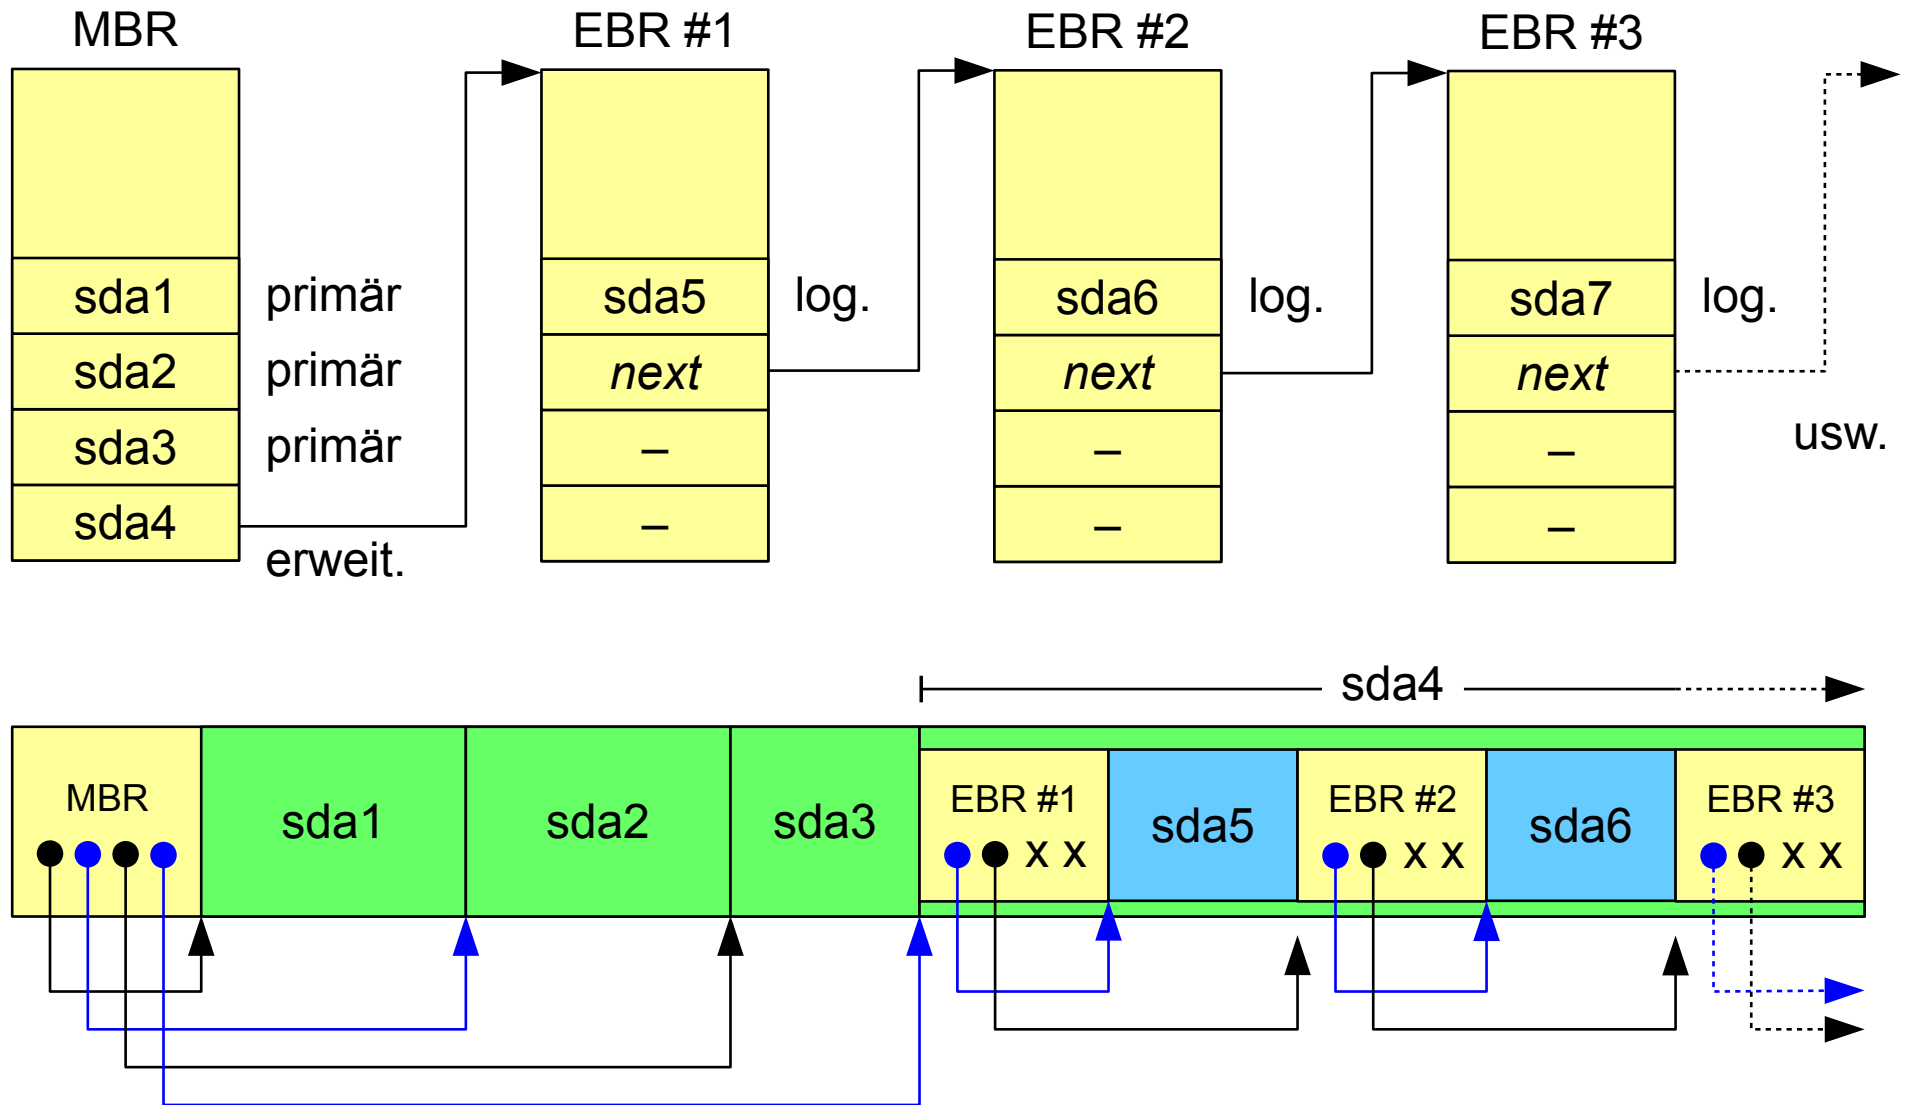 MBR EBR #1 EBR #2 EBR #3
sda1 primär sda5 log. sda6 log. sda7 log.
sda2 primär next next next
sda3 primär – – – usw.
sda4 – – –
erweit.
sda4
MBR EBR #1 EBR #2 EBR #3
sda1 sda2 sda3 sda5 sda6
x x x x x x